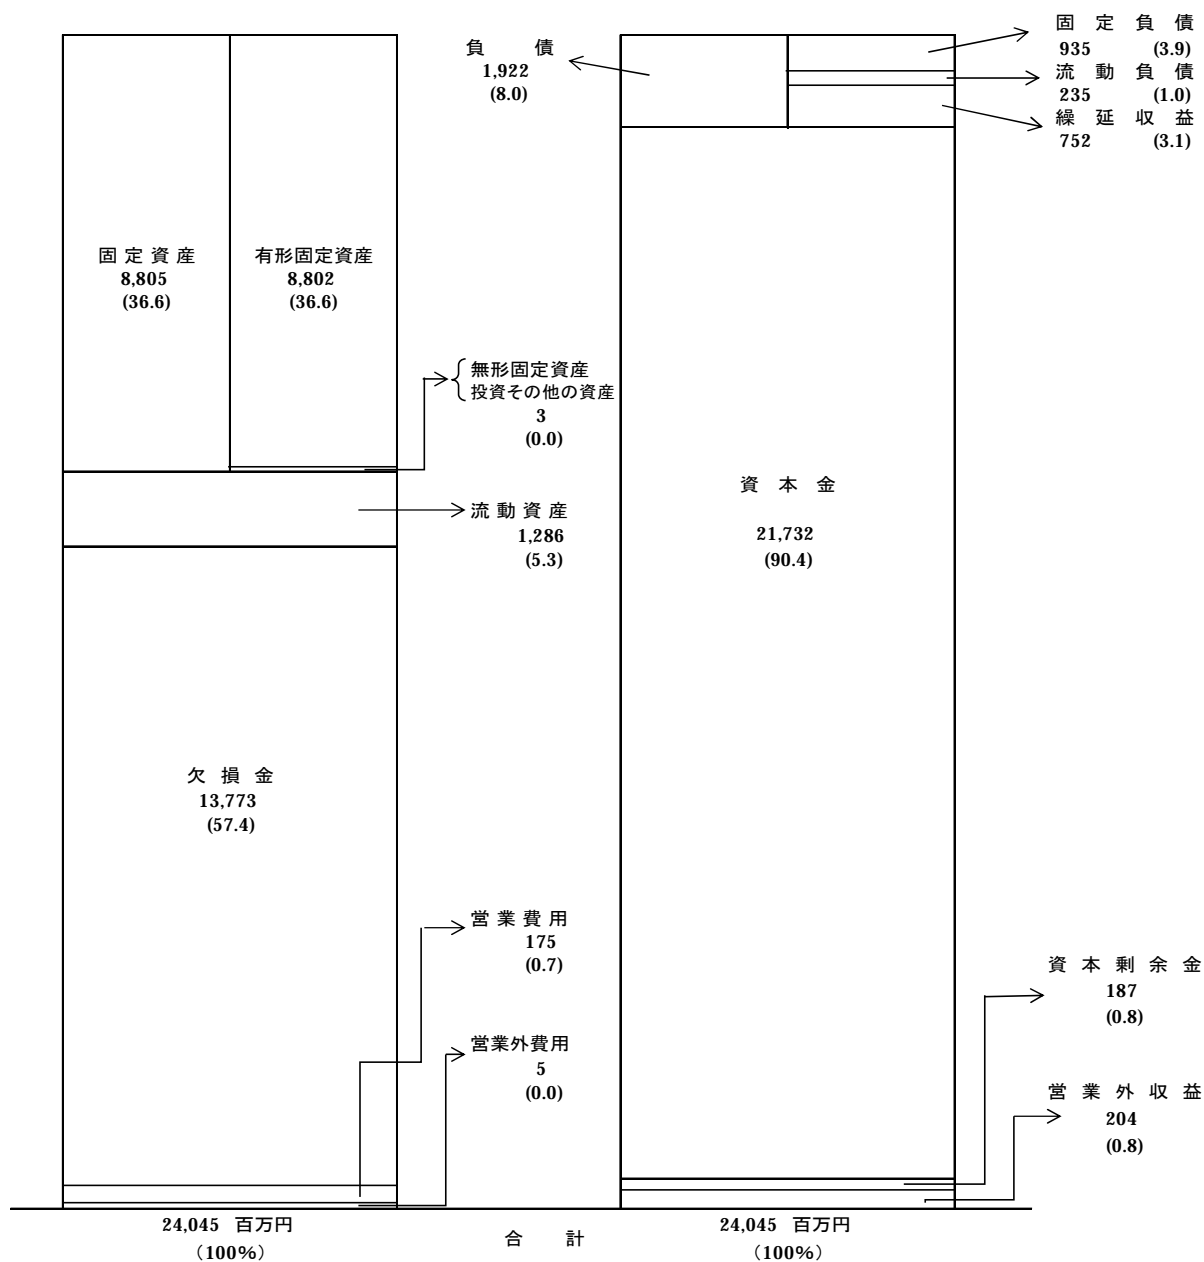 固定資産
8,805
(36.6)
有形固定資産
8,802
(36.6)
無形固定資産
投資その他の資産
3
(0.0)
流動資産
1,286
(5.3)
欠損金
13,773
(57.4)
営業費用
175
(0.7)
営業外費用
5
(0.0)
24,045 百万円
(100%)
合計
負債
1,922
(8.0)
固定負債
935 (3.9)
流動負債
235 (1.0)
繰延収益
752 (3.1)
資本金
21,732
(90.4)
資本剰余金
187
(0.8)
営業外収益
204
(0.8)
24,045 百万円
(100%)